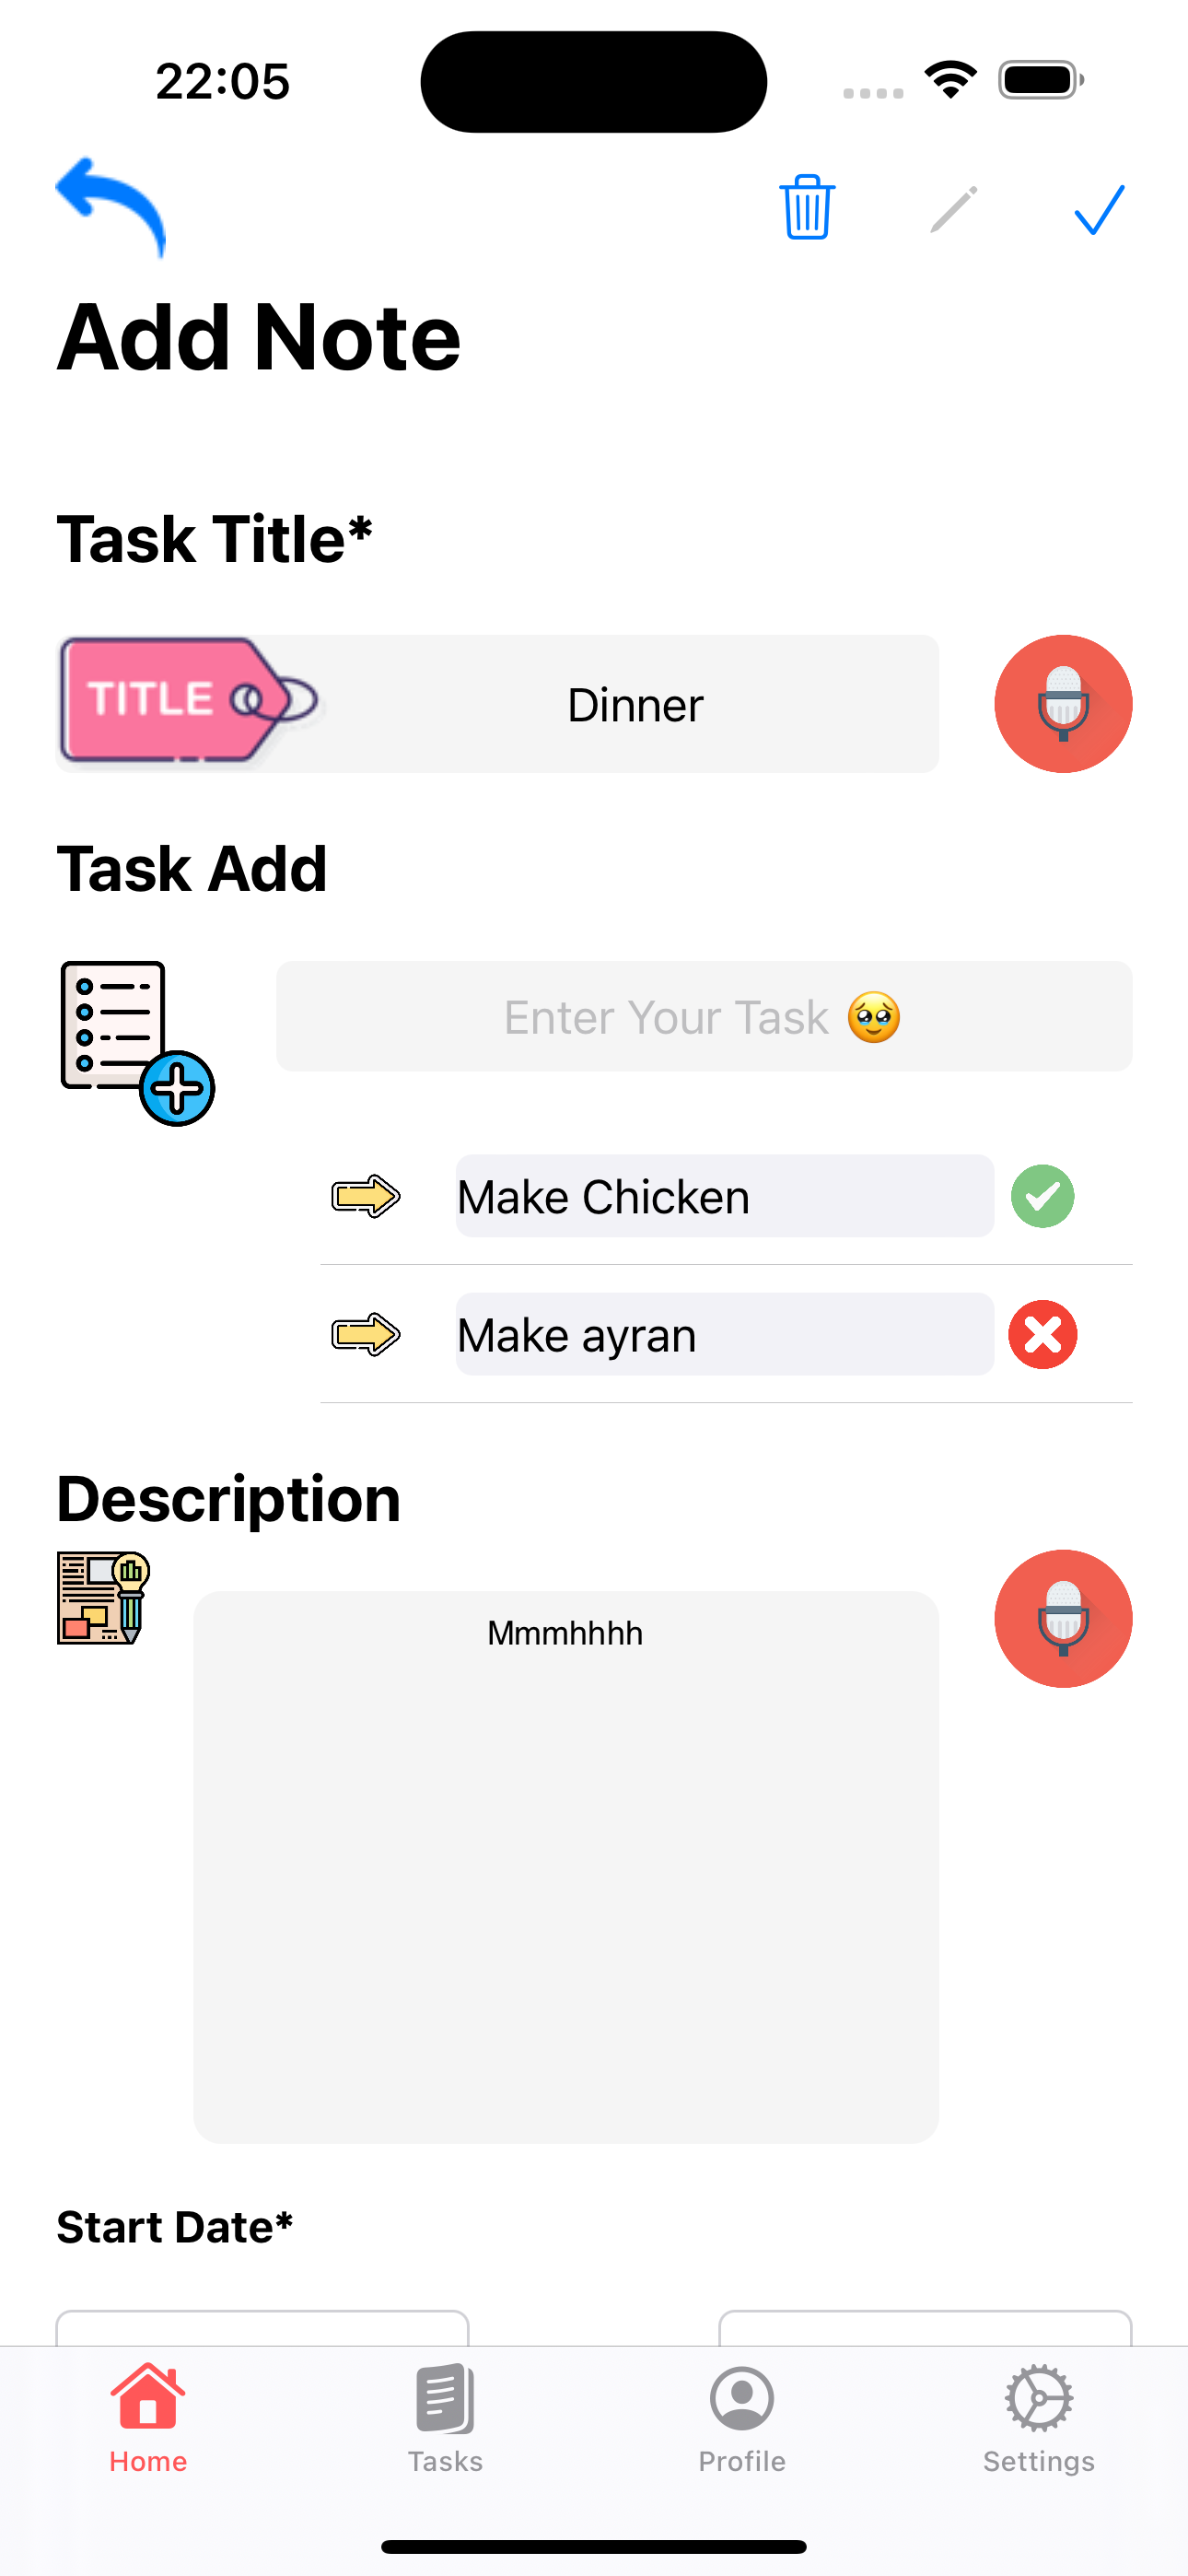 22:05
Add Note
Task Title*
TITLE
Dinner
Task Add
Enter Your Task 🥹
Make Chicken
Make ayran
Description
Mmmhhhh
Start Date*
Home
Tasks
Profile
Settings